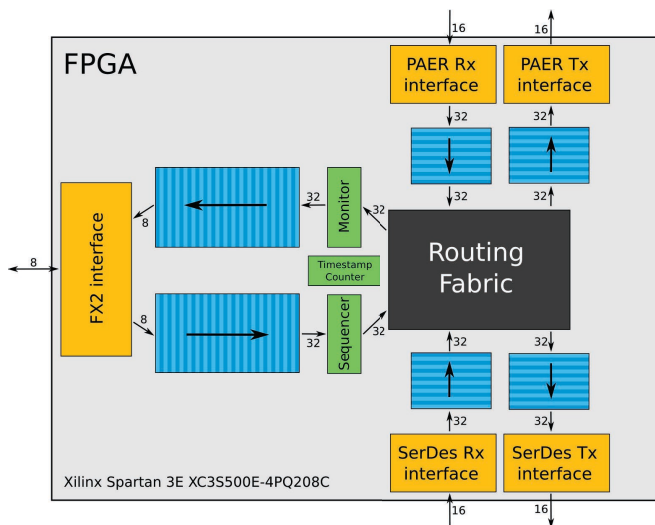 16
16
FPGA
PAER Rx
interface
PAER Tx
interface
32
32
32
32
32
Monitor
32
8
FX2 interface
8
Timestamp
Counter
Routing
Fabric
8
32
Sequencer
32
32
32
32
32
SerDes Rx
interface
SerDes Tx
interface
Xilinx Spartan 3E XC3S500E-4PQ208C
16
16